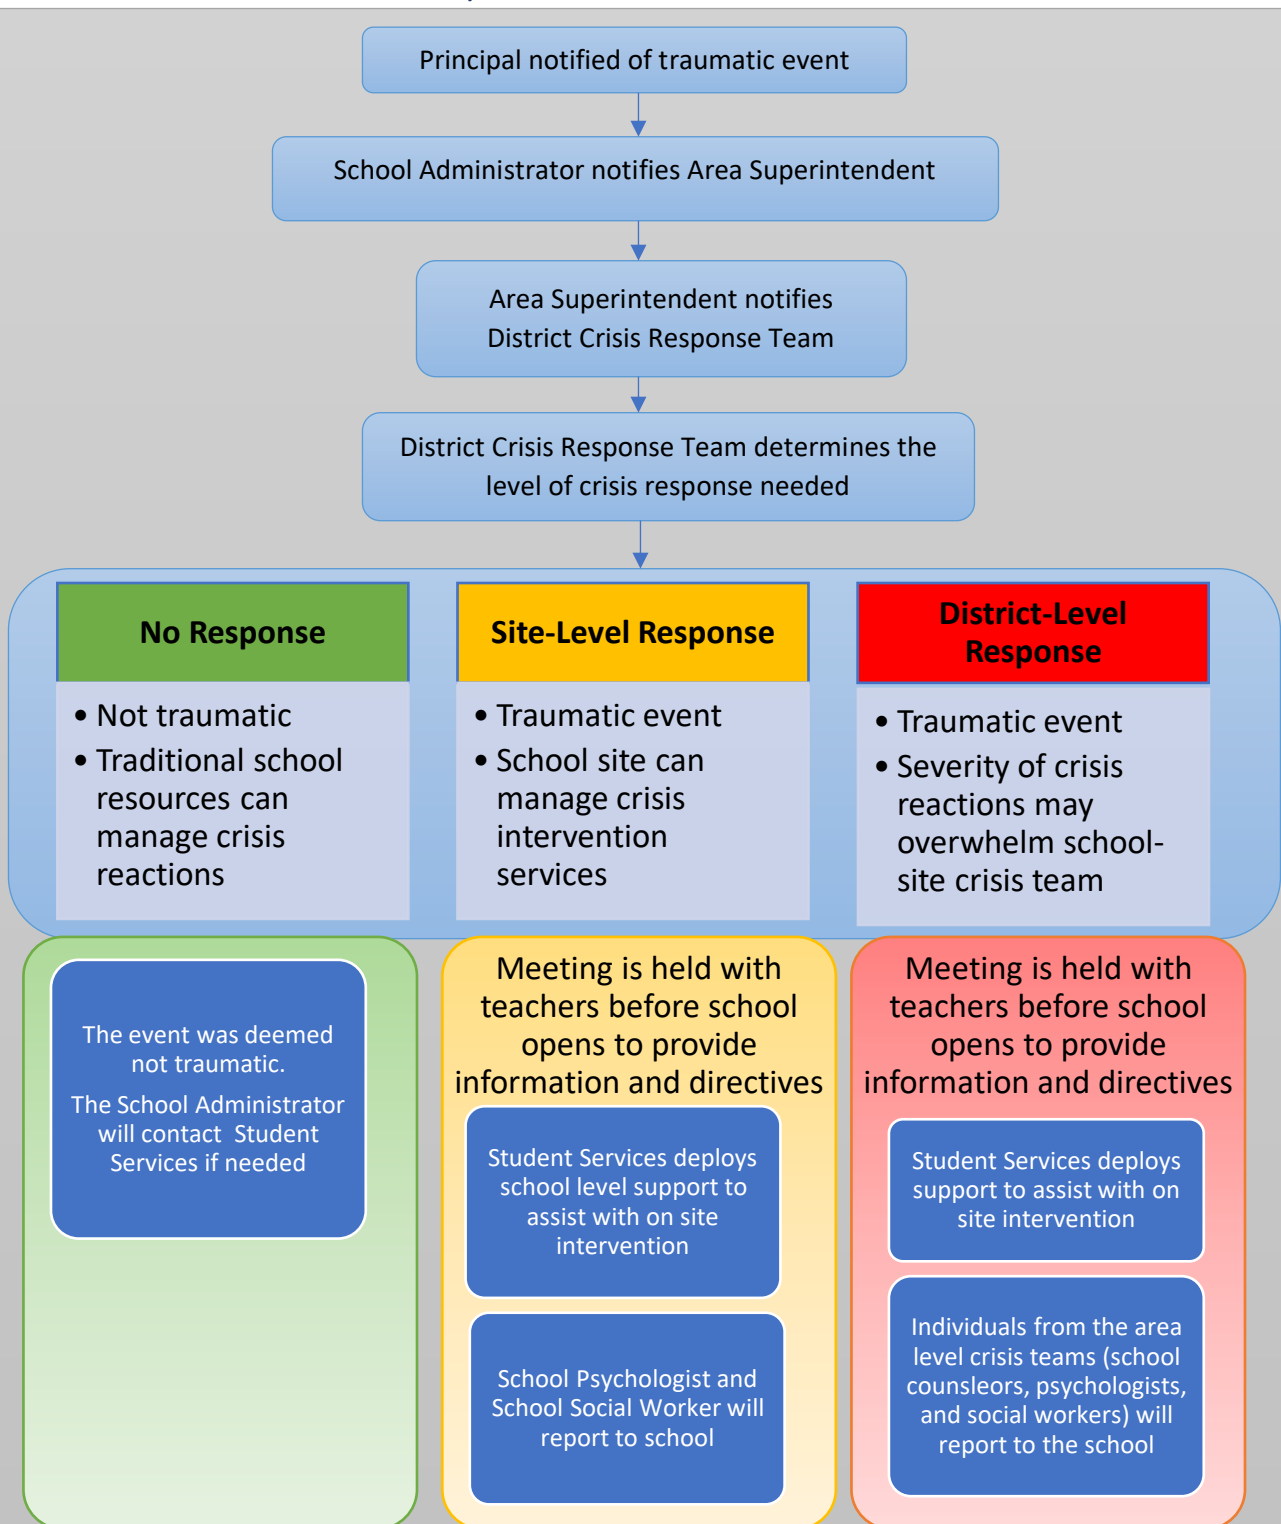 Principal notified of traumatic event
School Administrator notifies Area Superintendent
Area Superintendent notifies
District Crisis Response Team
District Crisis Response Team determines the
level of crisis response needed
No Response
• Not traumatic
• Traditional school
resources can
manage crisis
reactions
Site-Level Response
• Traumatic event
• School site can
manage crisis
intervention
services
District-Level
Response
• Traumatic event
• Severity of crisis
reactions may
overwhelm school-
site crisis team
The event was deemed
not traumatic.
The School Administrator
will contact Student
Services if needed
Meeting is held with
teachers before school
opens to provide
information and directives
Student Services deploys
school level support to
assist with on site
intervention
School Psychologist and
School Social Worker will
report to school
Meeting is held with
teachers before school
opens to provide
information and directives
Student Services deploys
support to assist with on
site intervention
Individuals from the area
level crisis teams (school
counsleors, psychologists,
and social workers) will
report to the school